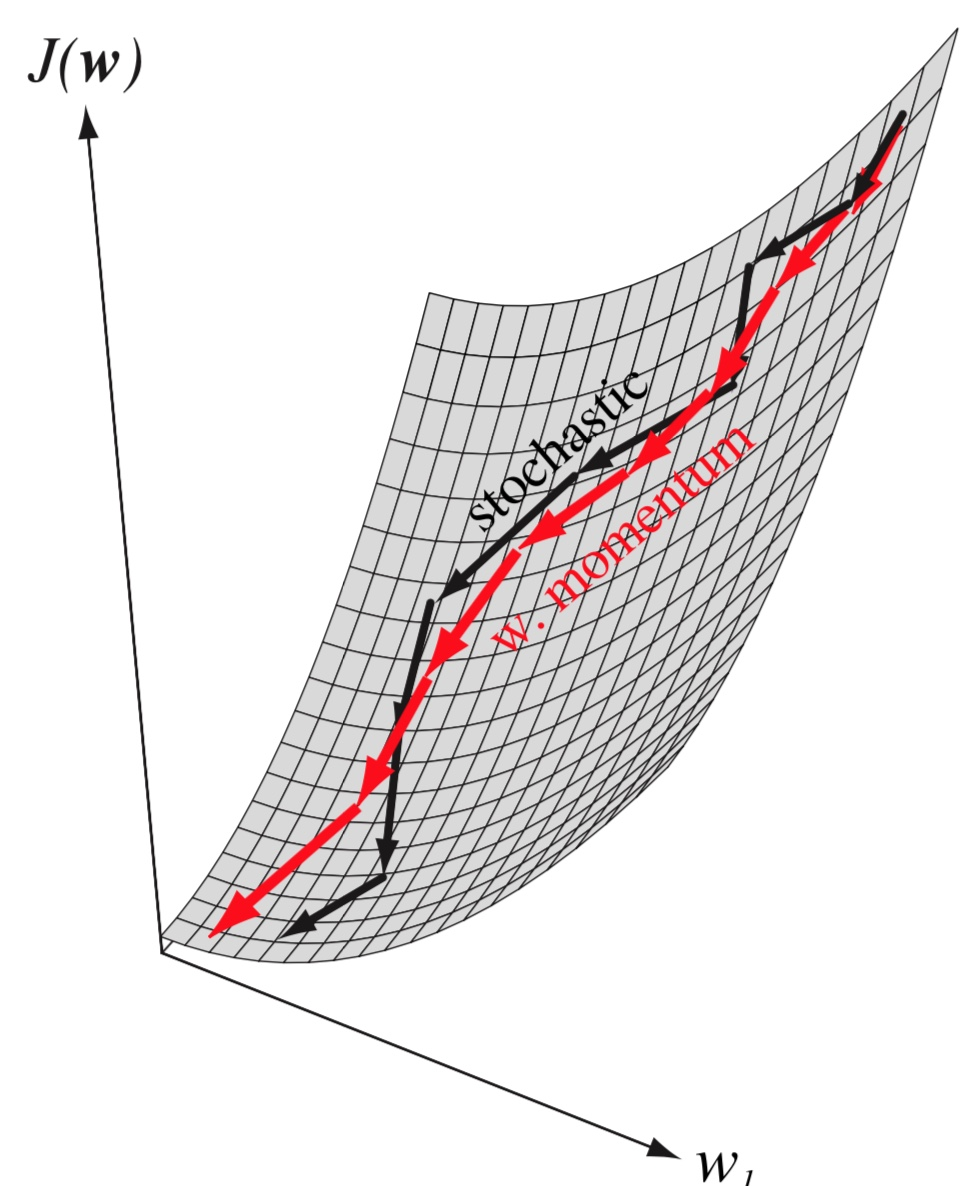 J(w)
stochastic
w. momentum
w₁